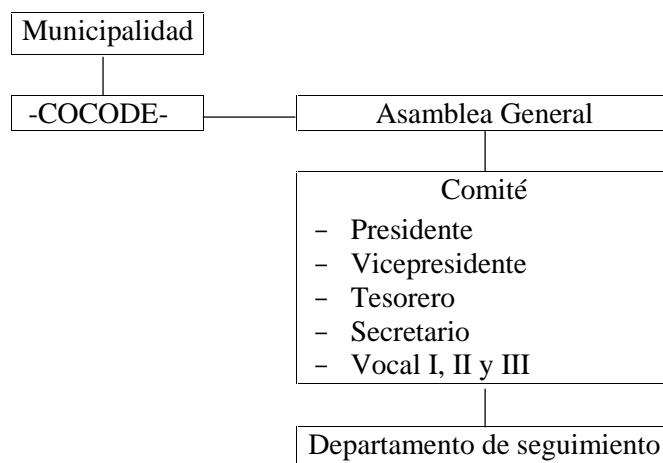 Municipalidad
-COCODE-
Asamblea General
Comité
– Presidente
– Vicepresidente
– Tesorero
– Secretario
– Vocal I, II y III
Departamento de seguimiento